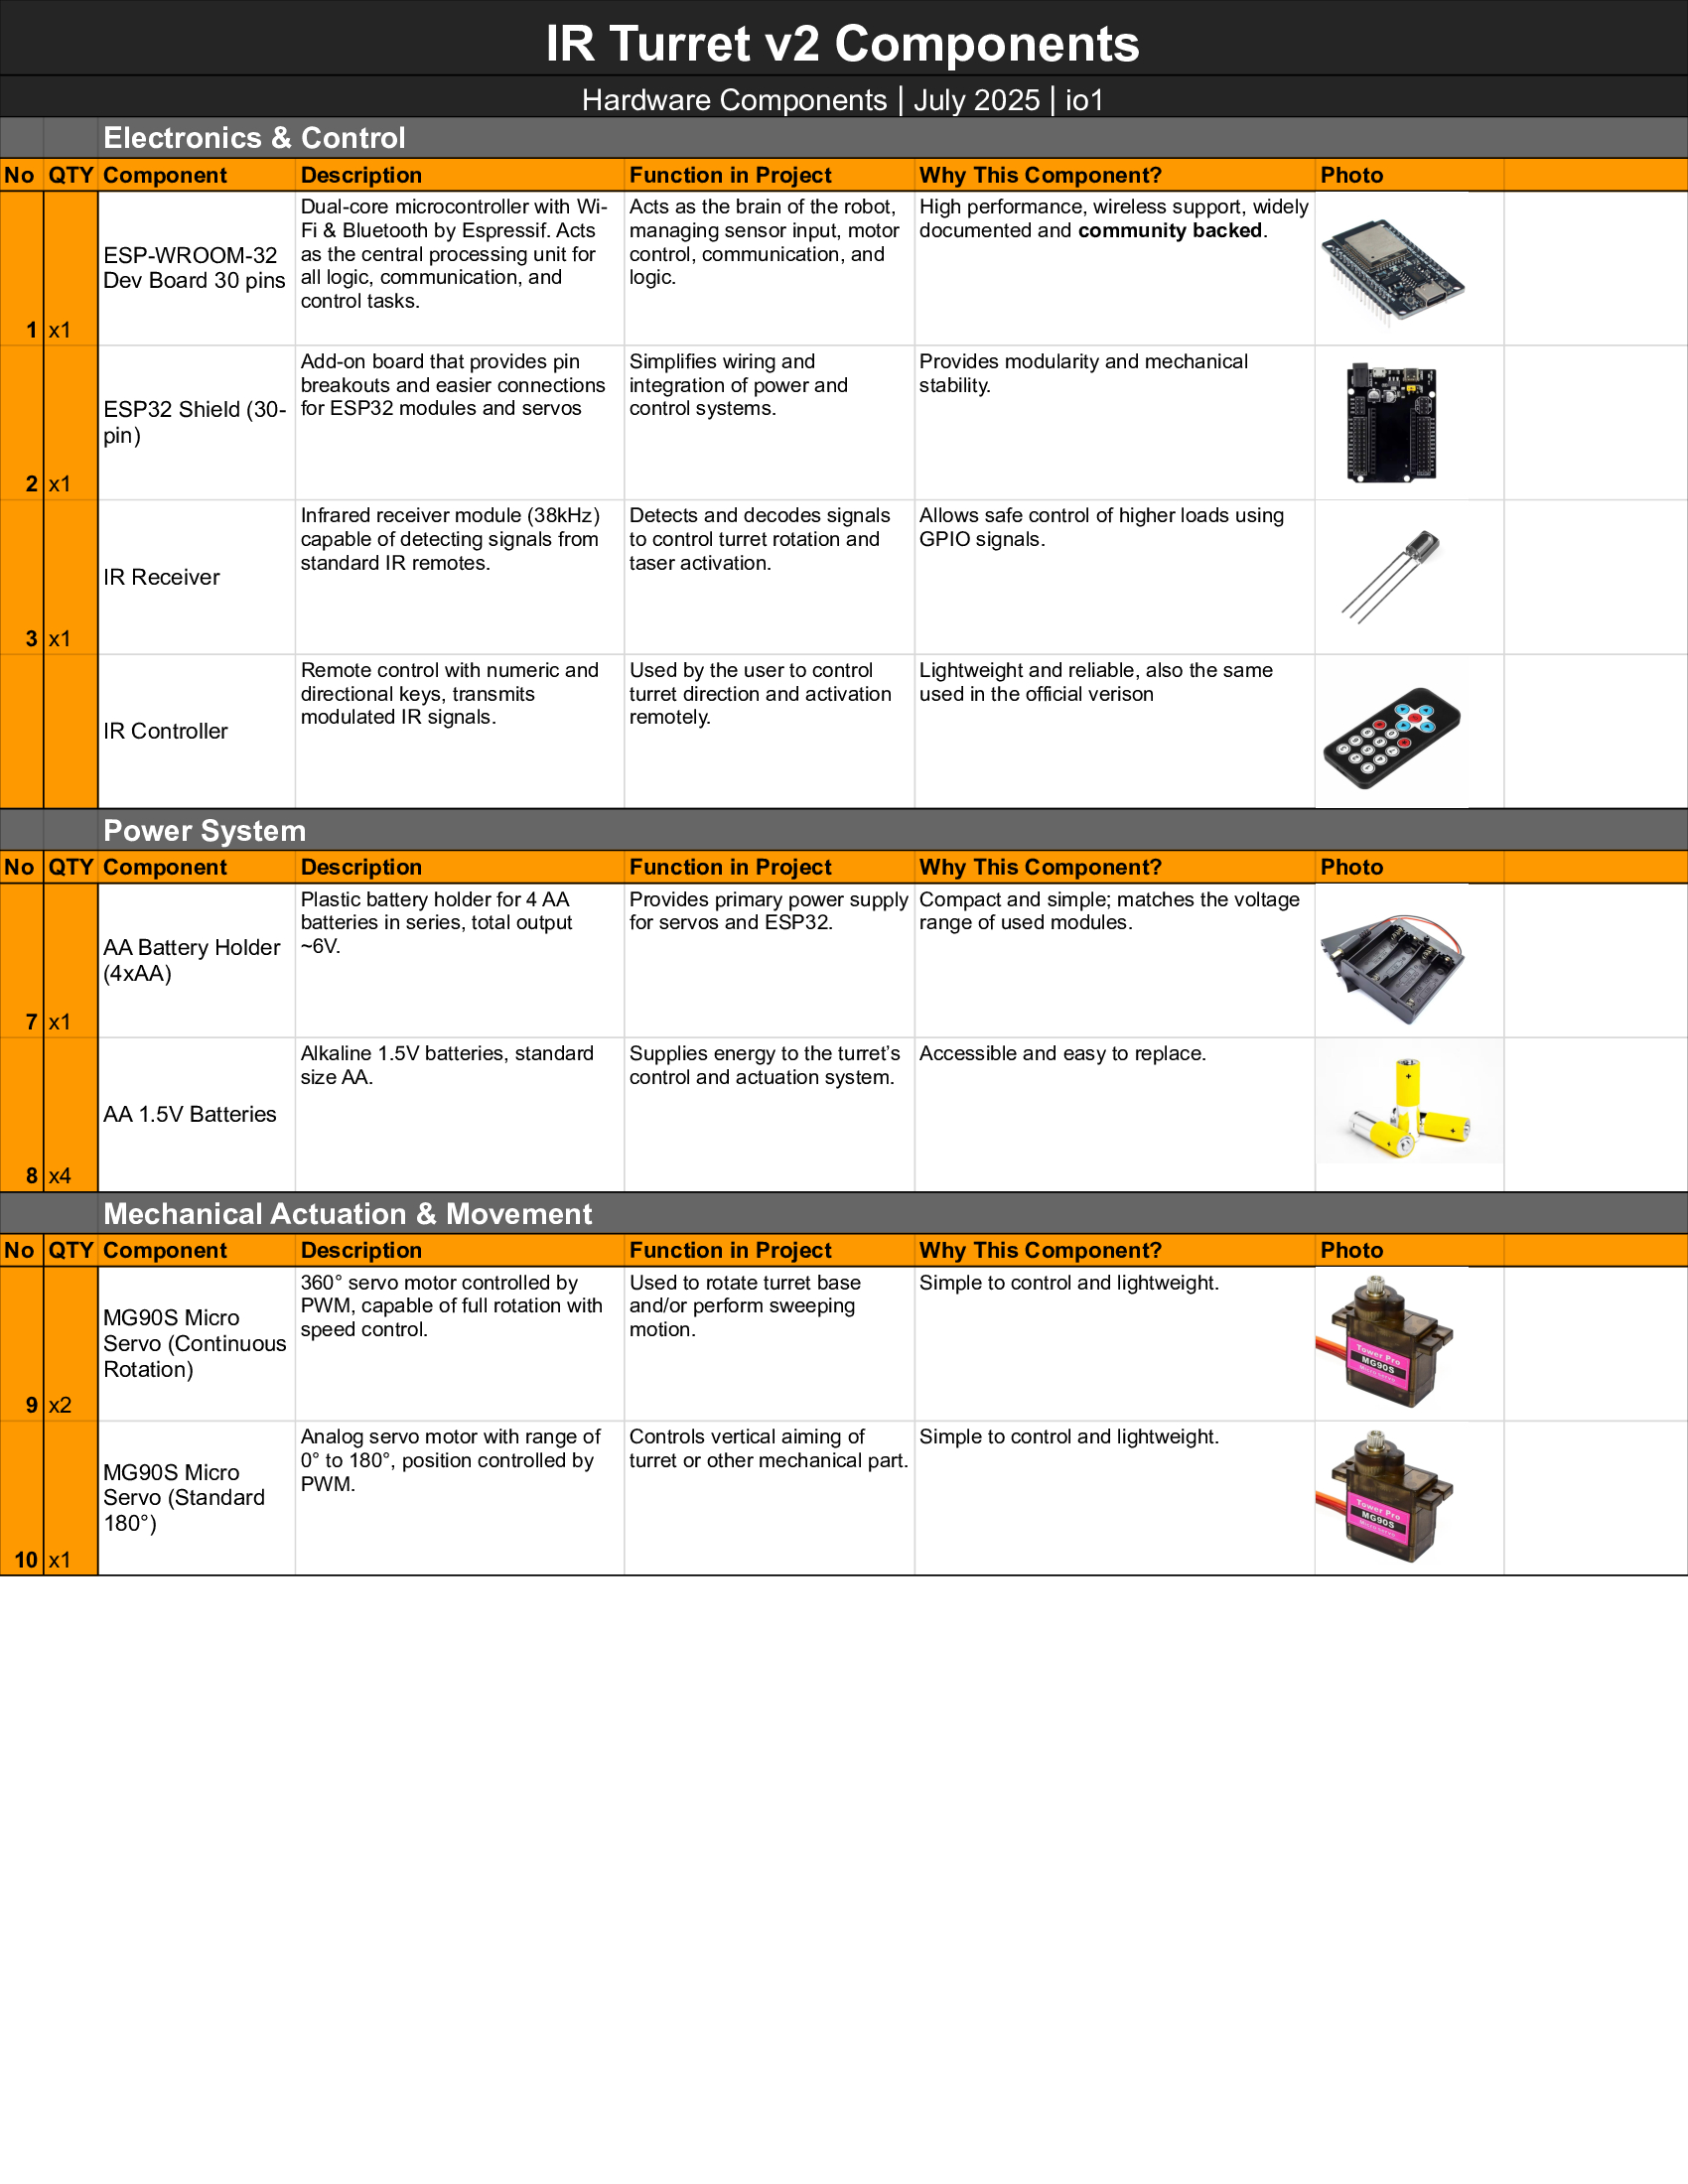 IR Turret v2 Components
Hardware Components | July 2025 | io1
Electronics & Control
No QTY Component Description Function in Project Why This Component? Photo
1 x1
ESP-WROOM-32
Dev Board 30 pins
Dual-core microcontroller with Wi-
Fi & Bluetooth by Espressif. Acts
as the central processing unit for
all logic, communication, and
control tasks.
Acts as the brain of the robot,
managing sensor input, motor
control, communication, and
logic.
High performance, wireless support, widely
documented and community backed.
2 x1
ESP32 Shield (30-
pin)
Add-on board that provides pin
breakouts and easier connections
for ESP32 modules and servos
Simplifies wiring and
integration of power and
control systems.
Provides modularity and mechanical
stability.
3 x1
IR Receiver
Infrared receiver module (38kHz)
capable of detecting signals from
standard IR remotes.
Detects and decodes signals
to control turret rotation and
taser activation.
Allows safe control of higher loads using
GPIO signals.
IR Controller
Remote control with numeric and
directional keys, transmits
modulated IR signals.
Used by the user to control
turret direction and activation
remotely.
Lightweight and reliable, also the same
used in the official verison
Power System
No QTY Component Description Function in Project Why This Component? Photo
7 x1
AA Battery Holder
(4xAA)
Plastic battery holder for 4 AA
batteries in series, total output
~6V.
Provides primary power supply
for servos and ESP32.
Compact and simple; matches the voltage
range of used modules.
8 x4
AA 1.5V Batteries
Alkaline 1.5V batteries, standard
size AA.
Supplies energy to the turret’s
control and actuation system.
Accessible and easy to replace.
Mechanical Actuation & Movement
No QTY Component Description Function in Project Why This Component? Photo
9 x2
MG90S Micro
Servo (Continuous
Rotation)
360° servo motor controlled by
PWM, capable of full rotation with
speed control.
Used to rotate turret base
and/or perform sweeping
motion.
Simple to control and lightweight.
Tower Pro
MG90S
Micro servo
10 x1
MG90S Micro
Servo (Standard
180°)
Analog servo motor with range of
0° to 180°, position controlled by
PWM.
Controls vertical aiming of
turret or other mechanical part.
Simple to control and lightweight.
Tower Pro
MG90S
Micro servo